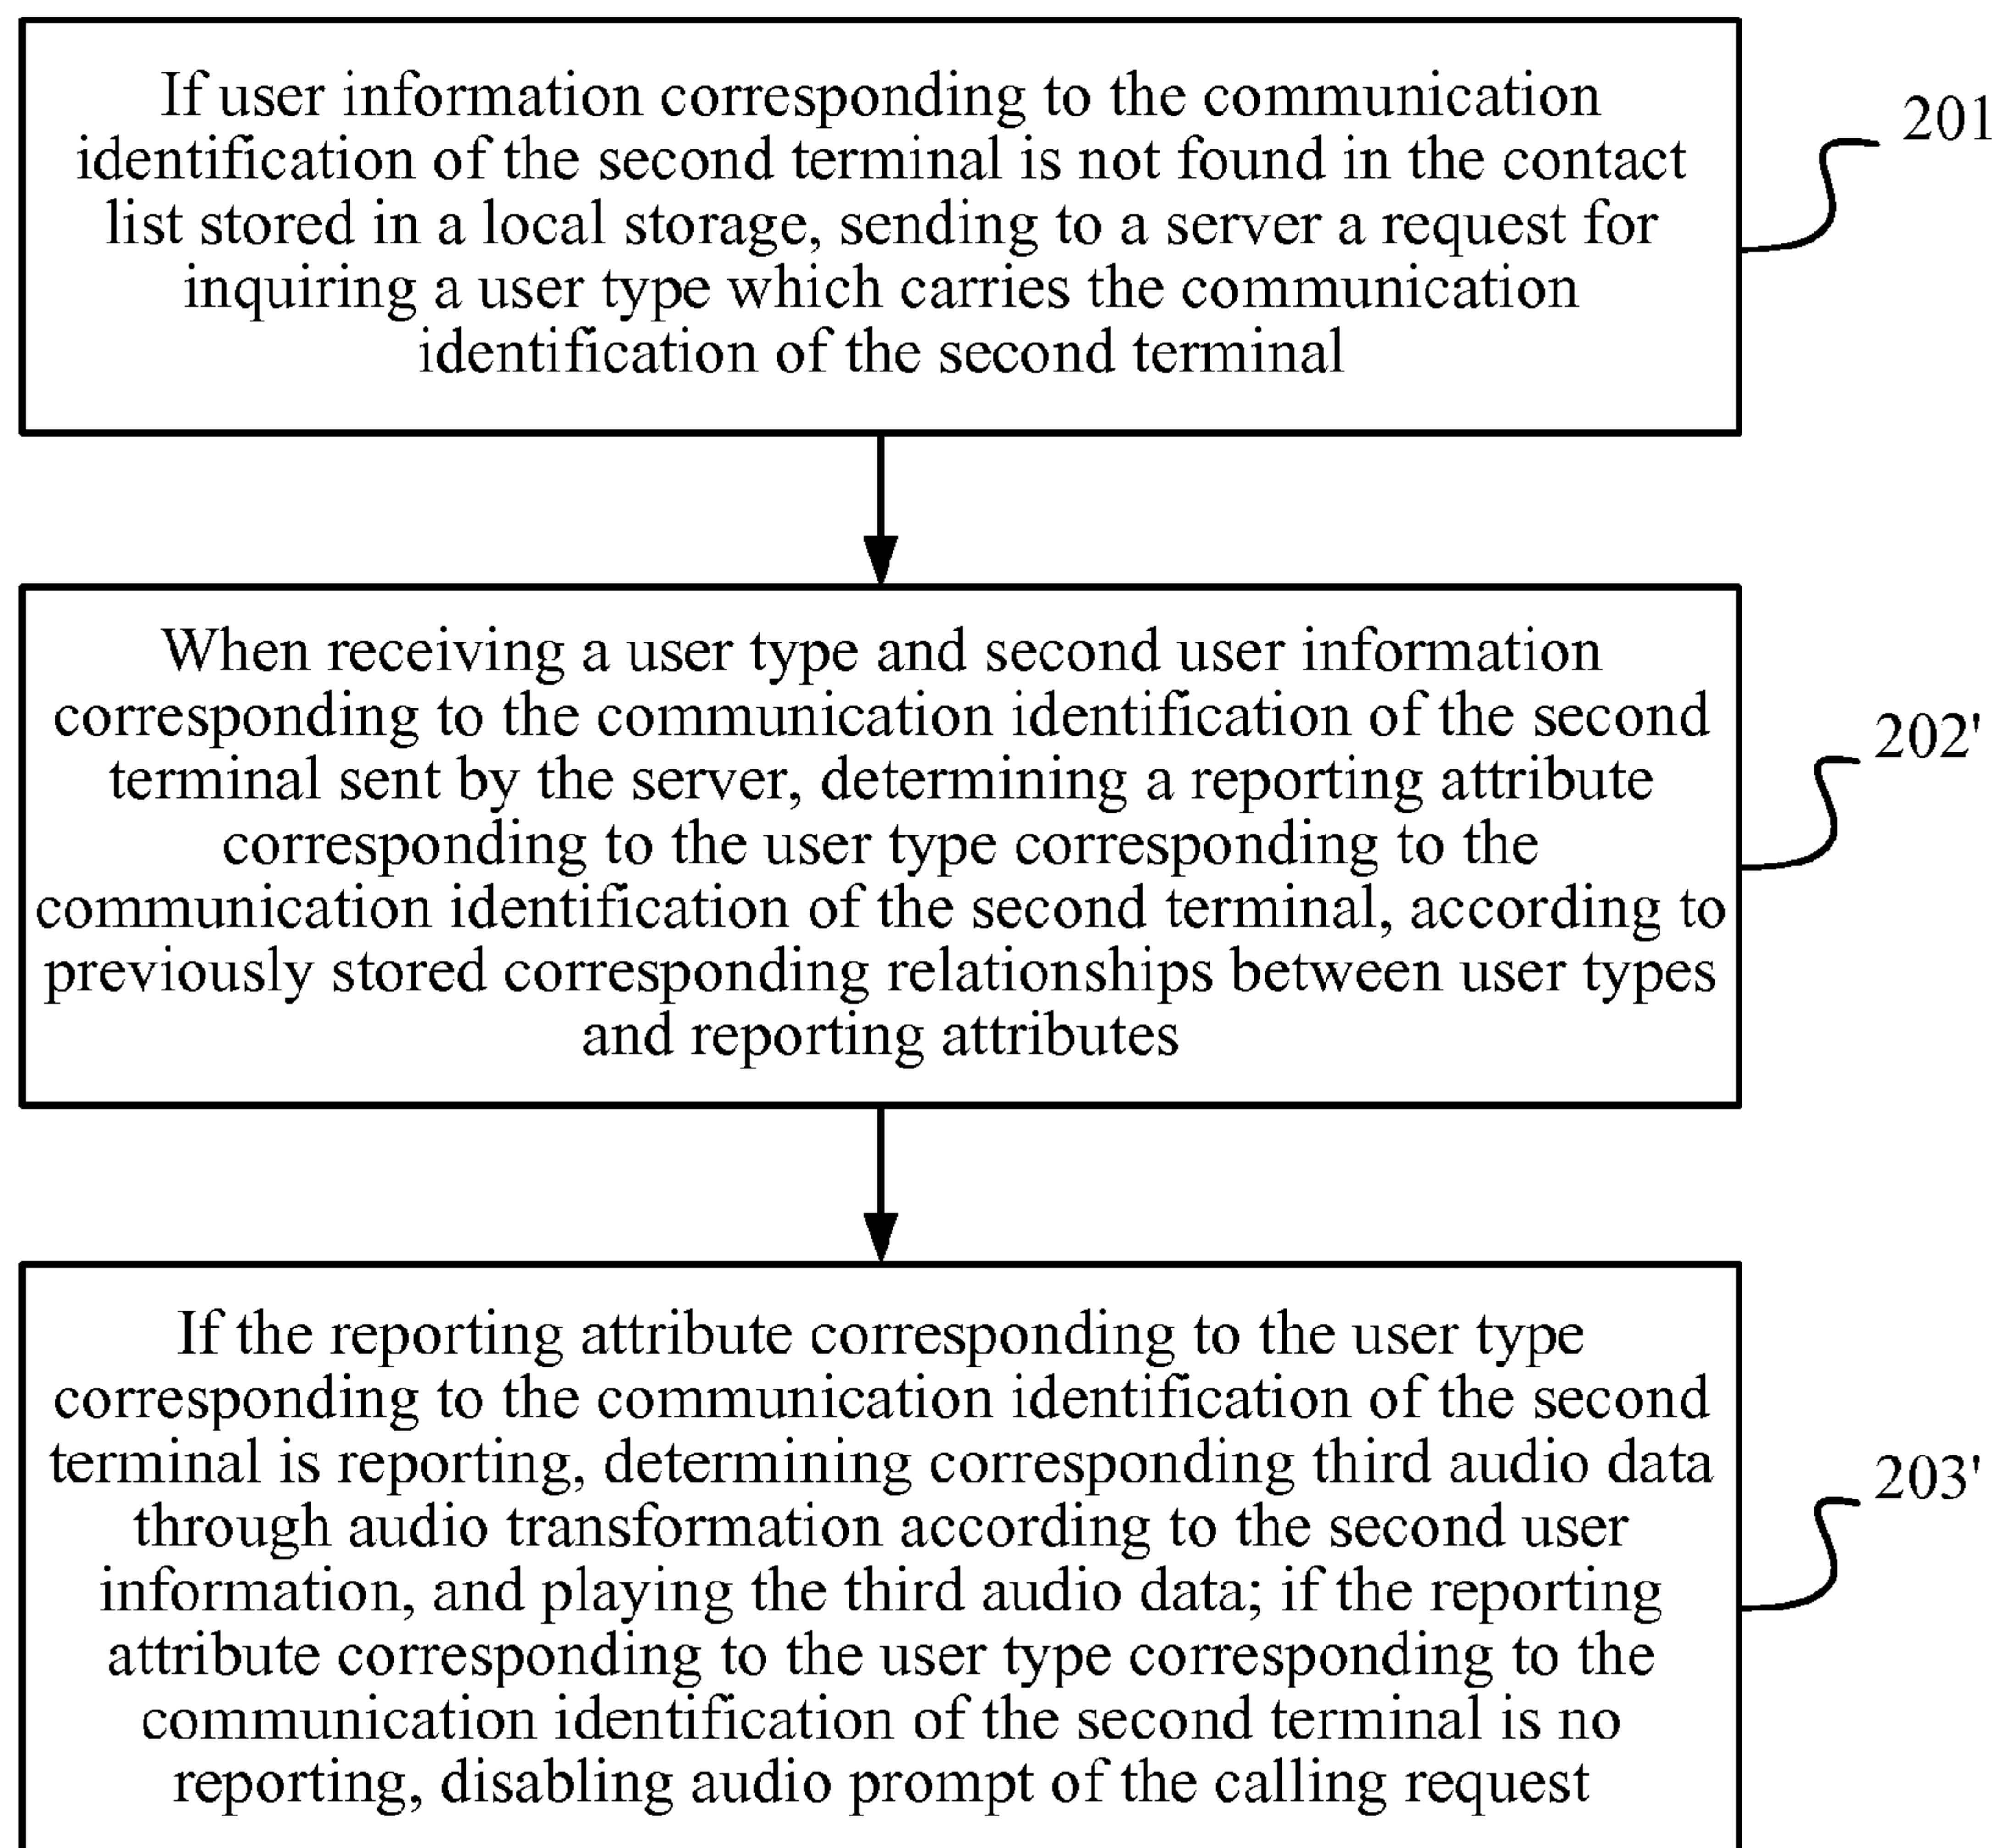 If user information corresponding to the communication
identification of the second terminal is not found in the contact
list stored in a local storage, sending to a server a request for
inquiring a user type which carries the communication
identification of the second terminal
201
When receiving a user type and second user information
corresponding to the communication identification of the second
terminal sent by the server, determining a reporting attribute
corresponding to the user type corresponding to the
communication identification of the second terminal, according to
previously stored corresponding relationships between user types
and reporting attributes
202'
If the reporting attribute corresponding to the user type
corresponding to the communication identification of the second
terminal is reporting, determining corresponding third audio data
through audio transformation according to the second user
information, and playing the third audio data; if the reporting
attribute corresponding to the user type corresponding to the
communication identification of the second terminal is no
reporting, disabling audio prompt of the calling request
203'